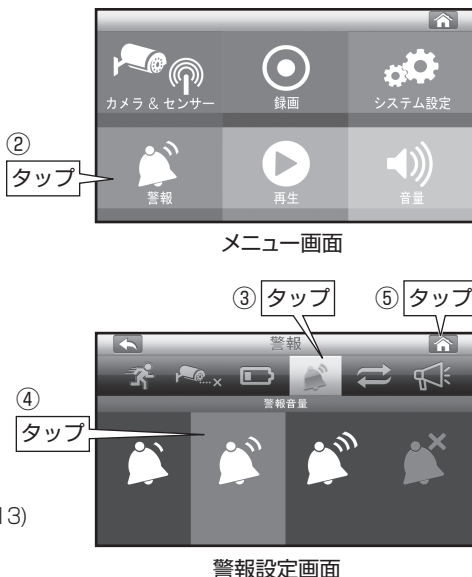 カメラ & センサー
録画
システム設定
②
タップ
警報
再生
音量
メニュー画面
③ タップ
⑤ タップ
警報
警報音量
④
タップ
13)
警報設定画面